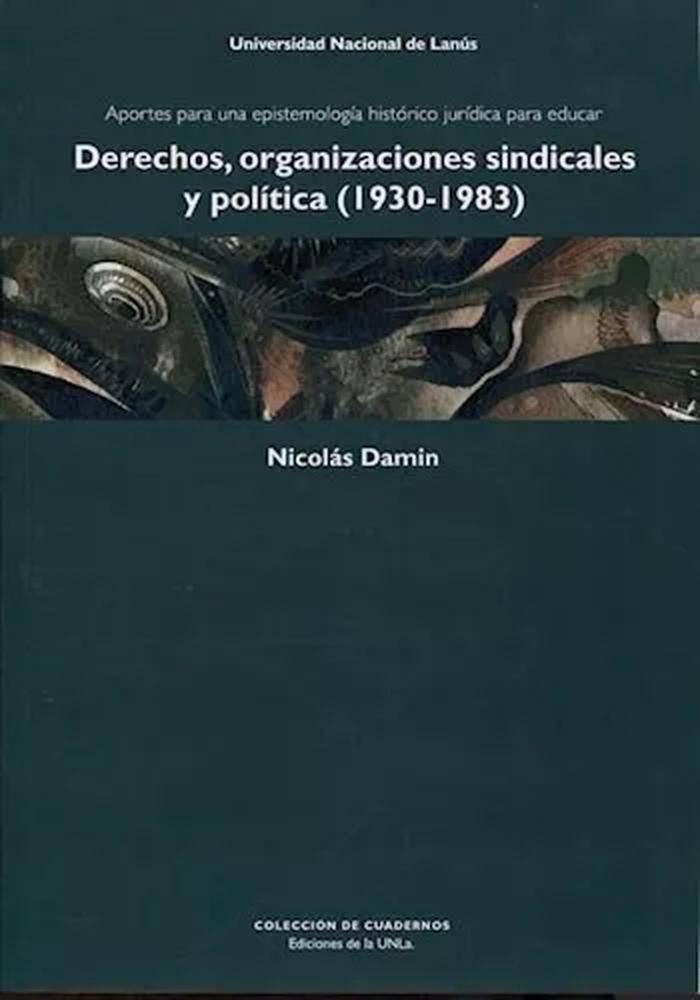 Universidad Nacional de Lanús
Aportes para una epistemología histórico jurídica para educar
Derechos, organizaciones sindicales
y política (1930-1983)
Nicolás Damin
COLECCIÓN DE CUADERNOS
Ediciones de la UNLa.